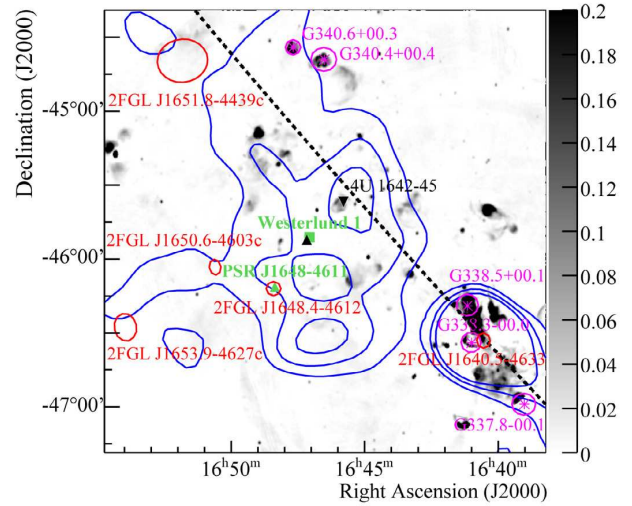 0.2
0.18
0.16
0.14
0.12
0.1
0.08
0.06
0.04
0.02
0
Declination (J2000)
-45°00'
-46°00'
-47°00'
G340.6+00.3
G340.4+00.4
2FGL J1651.8-4439c
4U 1642-45
Westerlund 1
2FGL J1650.6-4603c
PSR J1648-4611
G338.5+00.1
2FGL J1648.4-4612
G338.3-00.0
2FGL J1653.9-4627c
2FGL J1640.5-4633
G337.8-00.1
16h50m
16h45m
16h40m
Right Ascension (J2000)